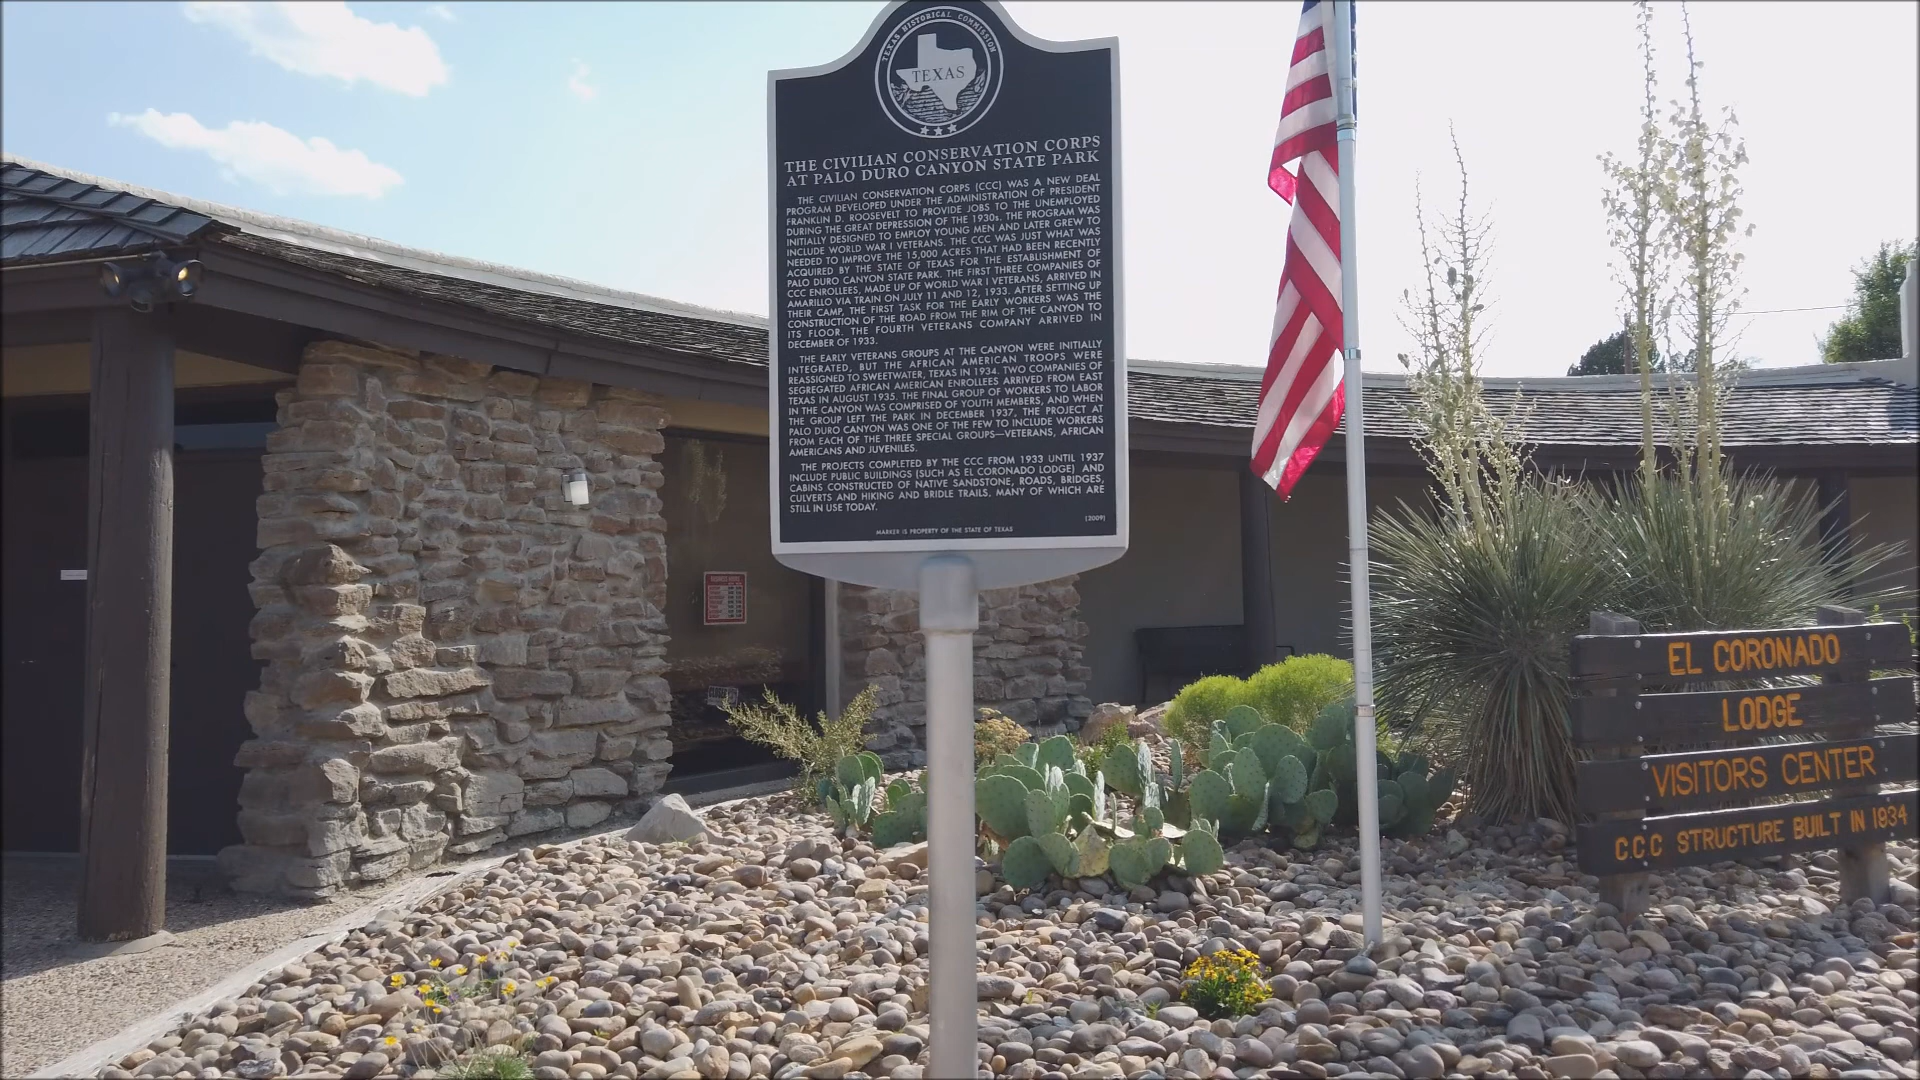 TEXAS HISTORICAL COMMISSION
TEXAS
THE CIVILIAN CONSERVATION CORPS
AT PALO DURO CANYON STATE PARK
THE CIVILIAN CONSERVATION CORPS (CCC) WAS A NEW DEAL
PROGRAM DEVELOPED UNDER THE ADMINISTRATION OF PRESIDENT
FRANKLIN D. ROOSEVELT TO PROVIDE JOBS TO THE UNEMPLOYED
DURING THE GREAT DEPRESSION OF THE 1930s. THE PROGRAM WAS
INITIALLY DESIGNED TO EMPLOY YOUNG MEN AND LATER GREW TO
INCLUDE WORLD WAR I VETERANS. THE CCC WAS JUST WHAT WAS
NEEDED TO IMPROVE THE 15,000 ACRES THAT HAD BEEN RECENTLY
ACQUIRED BY THE STATE OF TEXAS FOR THE ESTABLISHMENT OF
PALO DURO CANYON STATE PARK. THE FIRST THREE COMPANIES OF
CCC ENROLLEES, MADE UP OF WORLD WAR I VETERANS, ARRIVED IN
AMARILLO VIA TRAIN ON JULY 11 AND 12, 1933. AFTER SETTING UP
THEIR CAMP, THE FIRST TASK FOR THE EARLY WORKERS WAS THE
CONSTRUCTION OF THE ROAD FROM THE RIM OF THE CANYON TO
ITS FLOOR. THE FOURTH VETERANS COMPANY ARRIVED IN
DECEMBER OF 1933.
THE EARLY VETERANS GROUPS AT THE CANYON WERE INITIALLY
INTEGRATED, BUT THE AFRICAN AMERICAN TROOPS WERE
REASSIGNED TO SWEETWATER, TEXAS IN 1934. TWO COMPANIES OF
SEGREGATED AFRICAN AMERICAN ENROLLEES ARRIVED FROM EAST
TEXAS IN AUGUST 1935. THE FINAL GROUP OF WORKERS TO LABOR
IN THE CANYON WAS COMPRISED OF YOUTH MEMBERS, AND WHEN
THE GROUP LEFT THE PARK IN DECEMBER 1937, THE PROJECT AT
PALO DURO CANYON WAS ONE OF THE FEW TO INCLUDE WORKERS
FROM EACH OF THE THREE SPECIAL GROUPS—VETERANS, AFRICAN
AMERICANS AND JUVENILES.
THE PROJECTS COMPLETED BY THE CCC FROM 1933 UNTIL 1937
INCLUDE PUBLIC BUILDINGS (SUCH AS EL CORONADO LODGE) AND
CABINS CONSTRUCTED OF NATIVE SANDSTONE, ROADS, BRIDGES,
CULVERTS AND HIKING AND BRIDLE TRAILS, MANY OF WHICH ARE
STILL IN USE TODAY.
(2009)
MARKER IS PROPERTY OF THE STATE OF TEXAS
BUSINESS HOURS
EL CORONADO
LODGE
VISITORS CENTER
C.C.C STRUCTURE BUILT IN 1934